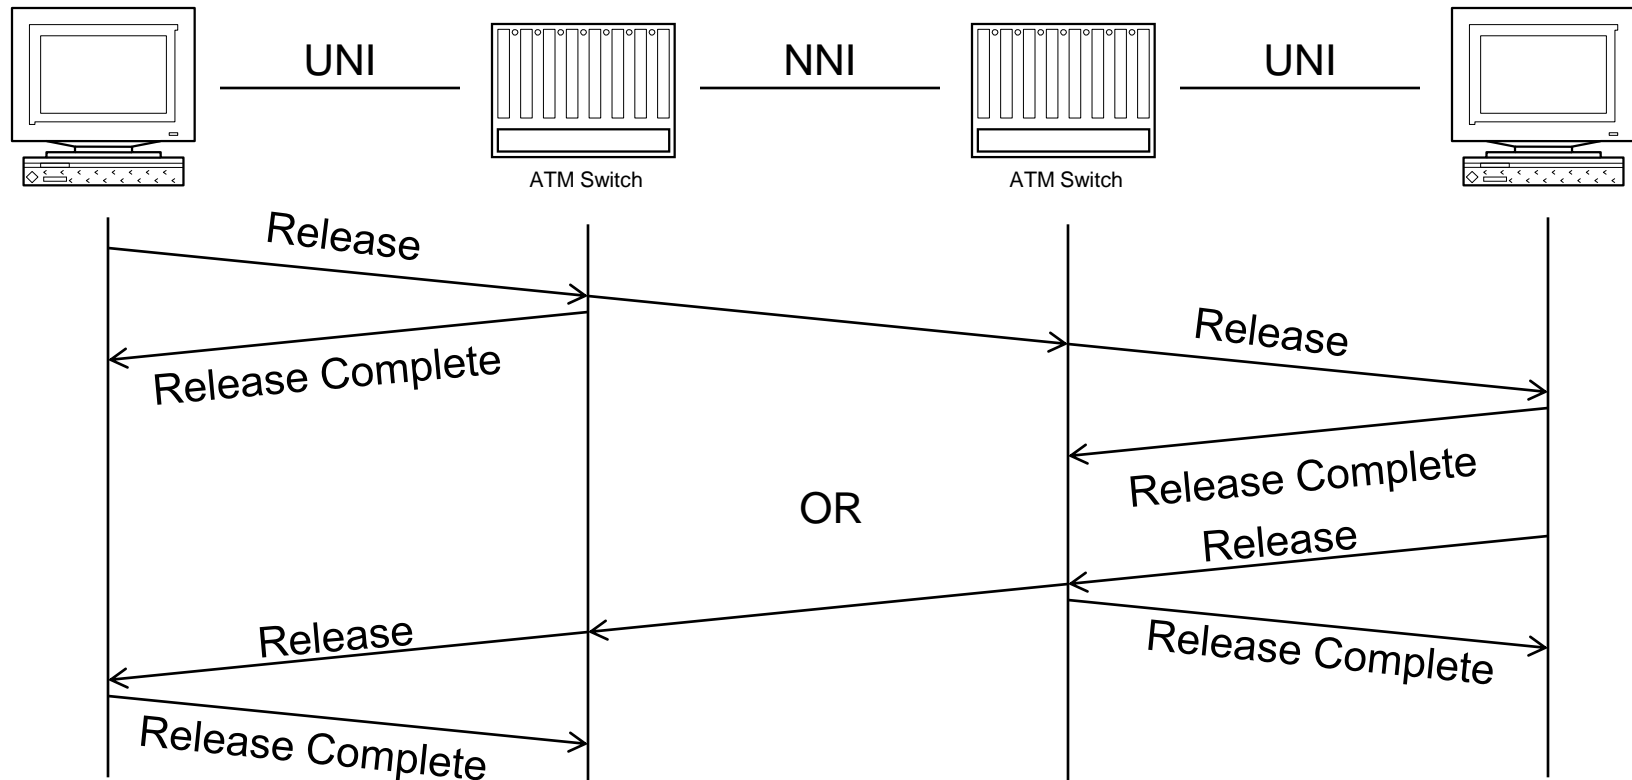 UNI
NNI
UNI
ATM Switch
ATM Switch
Release
Release
Release Complete
Release Complete
OR
Release
Release
Release Complete
Release Complete